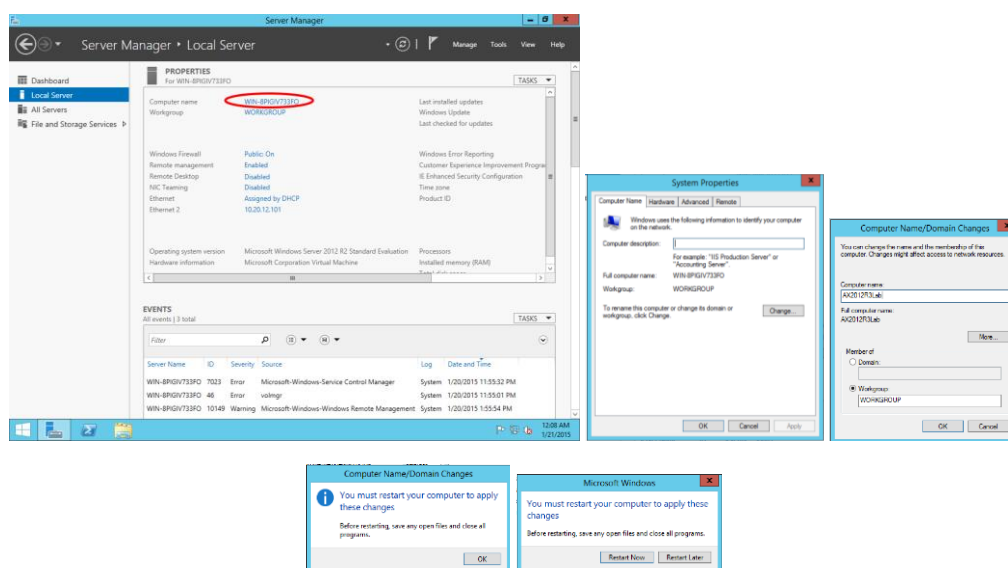 Server Manager
Server Manager • Local Server
Manage Tools View Help
Dashboard
Local Server
All Servers
File and Storage Services
PROPERTIES
For WIN-8PIGIV733FO
TASKS
Computer name WIN-8PIGIV733FO Last installed updates
Workgroup WORKGROUP Windows Update
Last checked for updates
Windows Firewall Public: On Windows Error Reporting
Remote management Enabled Customer Experience Improvement Progra
Remote Desktop Disabled IE Enhanced Security Configuration
NIC Teaming Disabled Time zone
Ethernet Assigned by DHCP Product ID
Ethernet 2 10.20.12.101
Operating system version Microsoft Windows Server 2012 R2 Standard Evaluation Processors
Hardware information Microsoft Corporation Virtual Machine Installed memory (RAM)
Total disk space
EVENTS
All events | 3 total
TASKS
Filter
Server Name ID Severity Source Log Date and Time
WIN-8PIGIV733FO 7023 Error Microsoft-Windows-Service Control Manager System 1/20/2015 11:55:32 PM
WIN-8PIGIV733FO 46 Error volmgr System 1/20/2015 11:55:01 PM
WIN-8PIGIV733FO 10149 Warning Microsoft-Windows-Windows Remote Management System 1/20/2015 1:55:54 PM
12:08 AM
1/21/2015
System Properties
Computer Name Hardware Advanced Remote
Windows uses the following information to identify your computer
on the network.
Computer description:
For example: "IIS Production Server" or
"Accounting Server".
Full computer name: WIN-8PIGIV733FO
Workgroup: WORKGROUP
To rename this computer or change its domain or
workgroup, click Change.
Change...
OK Cancel Apply
Computer Name/Domain Changes
You can change the name and the membership of this
computer. Changes might affect access to network resources.
Computer name:
AX2012R3Lab
Full computer name:
AX2012R3Lab
More...
Member of
Domain:
Workgroup:
WORKGROUP
OK Cancel
Computer Name/Domain Changes
You must restart your computer to apply
these changes
Before restarting, save any open files and close all
programs.
OK
Microsoft Windows
You must restart your computer to apply these
changes
Before restarting, save any open files and close all programs.
Restart Now Restart Later